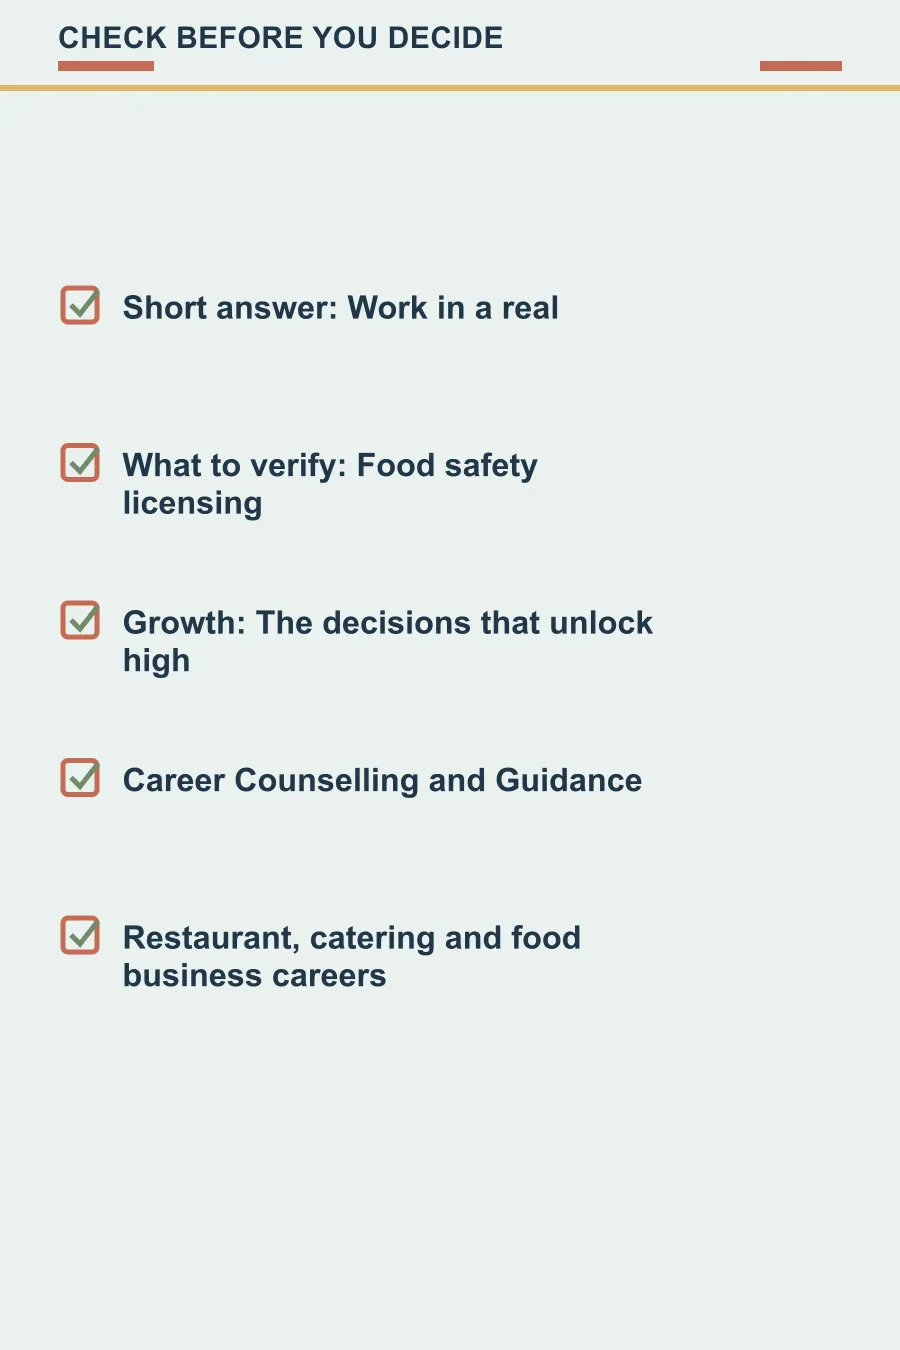 CHECK BEFORE YOU DECIDE
Short answer: Work in a real
What to verify: Food safety
licensing
Growth: The decisions that unlock
high
Career Counselling and Guidance
Restaurant, catering and food
business careers